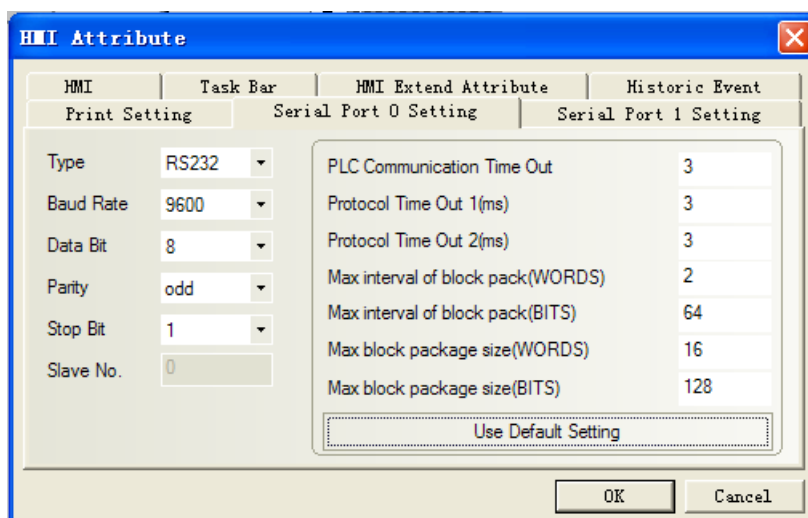 HMI Attribute
HMI Task Bar HMI Extend Attribute Historic Event
Print Setting Serial Port 0 Setting Serial Port 1 Setting
Type RS232
Baud Rate 9600
Data Bit 8
Parity odd
Stop Bit 1
Slave No. 0
PLC Communication Time Out 3
Protocol Time Out 1(ms) 3
Protocol Time Out 2(ms) 3
Max interval of block pack(WORDS) 2
Max interval of block pack(BITS) 64
Max block package size(WORDS) 16
Max block package size(BITS) 128
Use Default Setting
OK Cancel